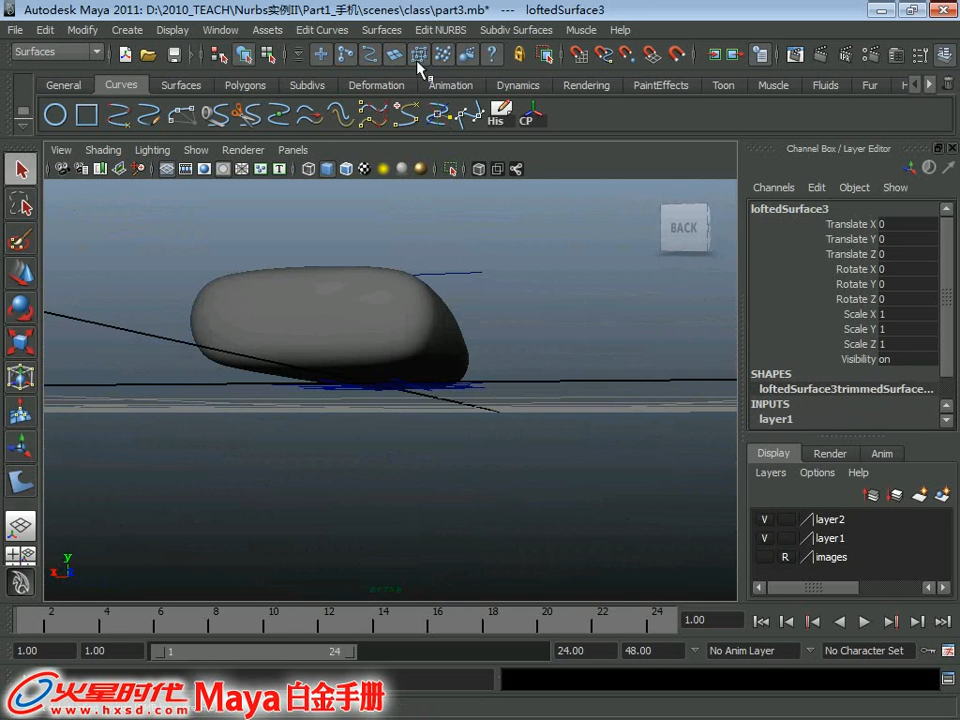 Autodesk Maya 2011: D:\2010_TEACH\Nurbs实例II\Part1_手机\scenes\class\part3.mb* --- loftedSurface3
File Edit Modify Create Display Window Assets Edit Curves Surfaces Edit NURBS Subdiv Surfaces Muscle Help
Surfaces
General Curves Surfaces Polygons Subdivs Deformation Animation Dynamics Rendering PaintEffects Toon Muscle Fluids Fur H
His CP
View Shading Lighting Show Renderer Panels
Channel Box / Layer Editor
Channels Edit Object Show
loftedSurface3
Translate X 0
Translate Y 0
Translate Z 0
Rotate X 0
Rotate Y 0
Rotate Z 0
Scale X 1
Scale Y 1
Scale Z 1
Visibility on
SHAPES
loftedSurface3trimmedSurface...
INPUTS
layer1
BACK
Display Render Anim
Layers Options Help
V layer2
V layer1
R images
y
x
persp
2 4 6 8 10 12 14 16 18 20 22 24
1.00
1.00 1.00 1 24 24.00 48.00 No Anim Layer No Character Set
火星时代 Maya 白金手册
www.hxsd.com